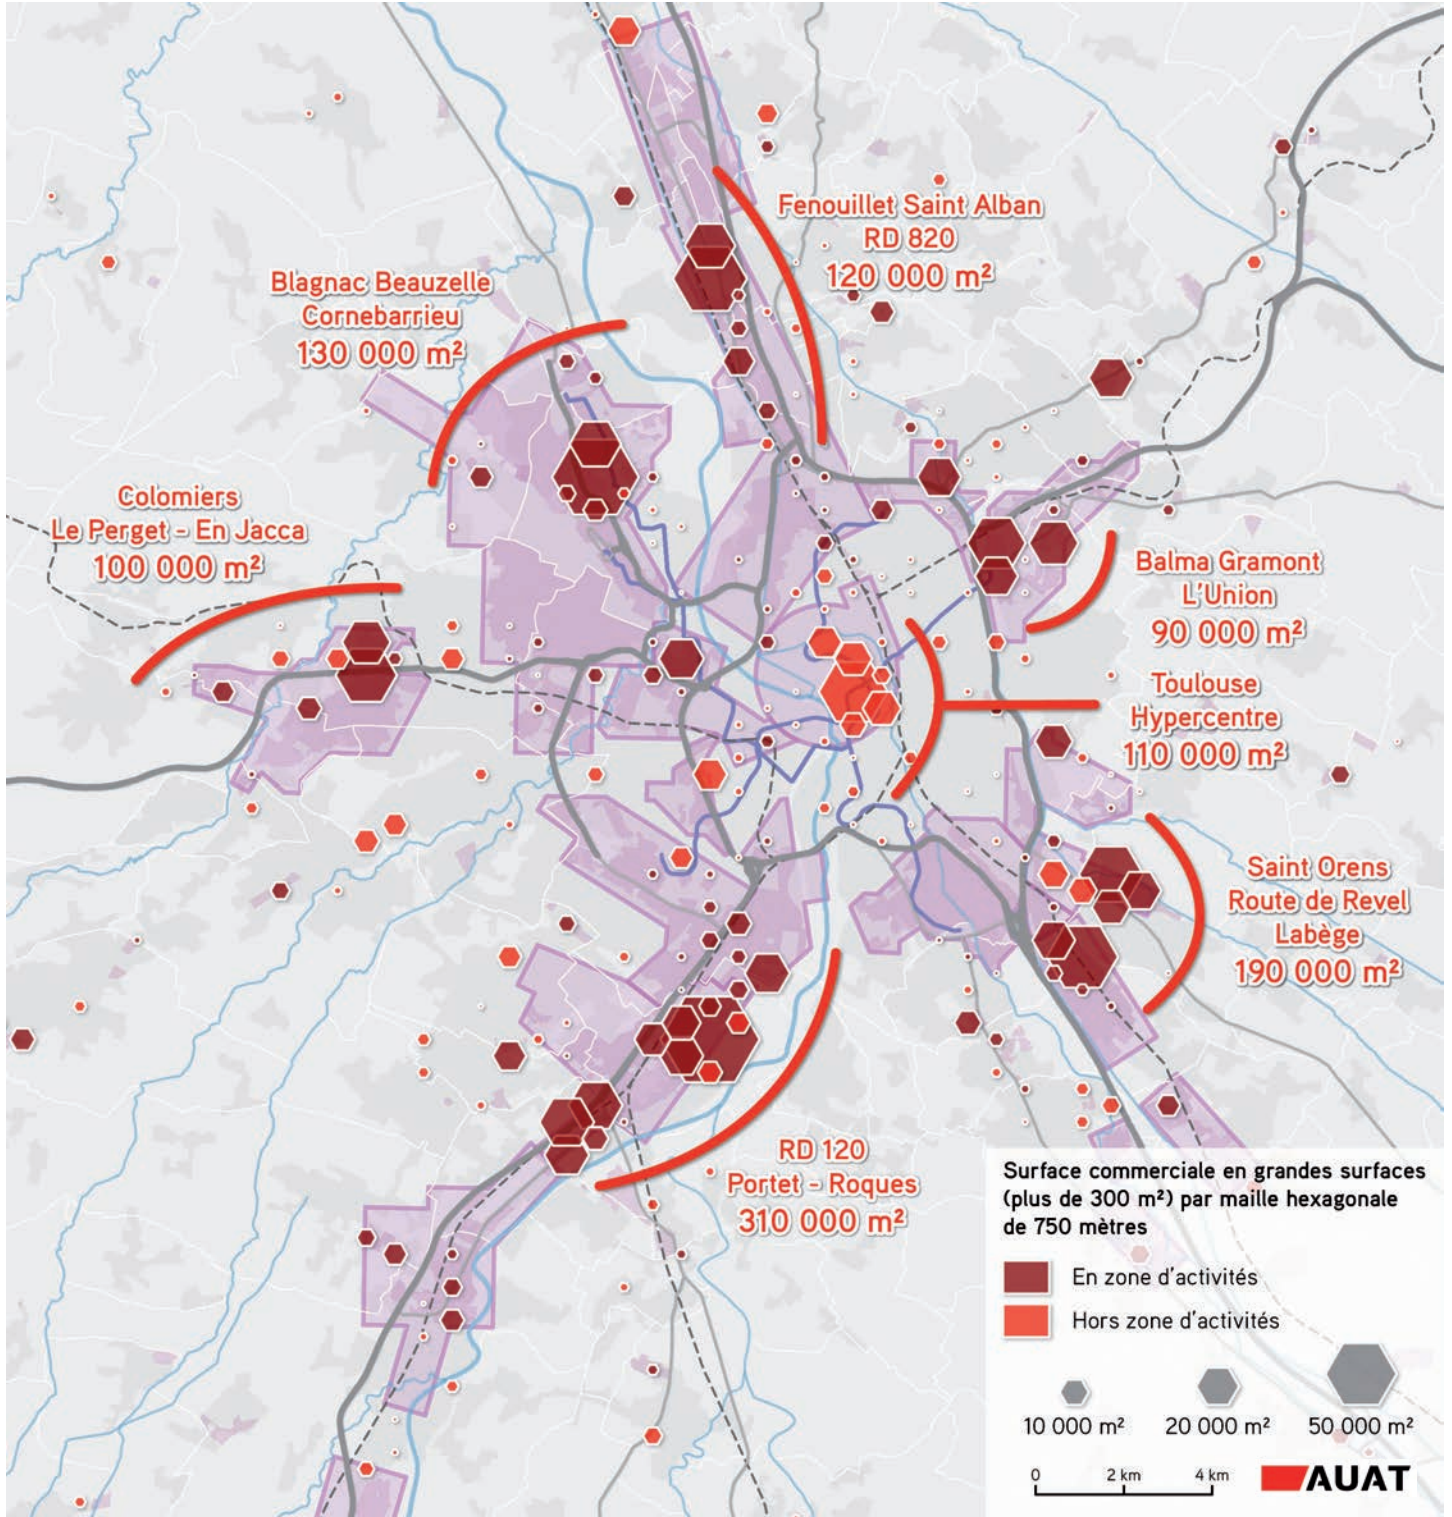 Fenouillet Saint Alban
RD 820
120 000 m²
Blagnac Beauzelle
Cornebarrieu
130 000 m²
Colomiers
Le Perget - En Jacca
100 000 m²
Balma Gramont
L'Union
90 000 m²
Toulouse
Hypercentre
110 000 m²
Saint Orens
Route de Revel
Labège
190 000 m²
RD 120
Portet - Roques
310 000 m²
Surface commerciale en grandes surfaces
(plus de 300 m²) par maille hexagonale
de 750 mètres
En zone d'activités
Hors zone d'activités
10 000 m² 20 000 m² 50 000 m²
0 2 km 4 km
AUAT